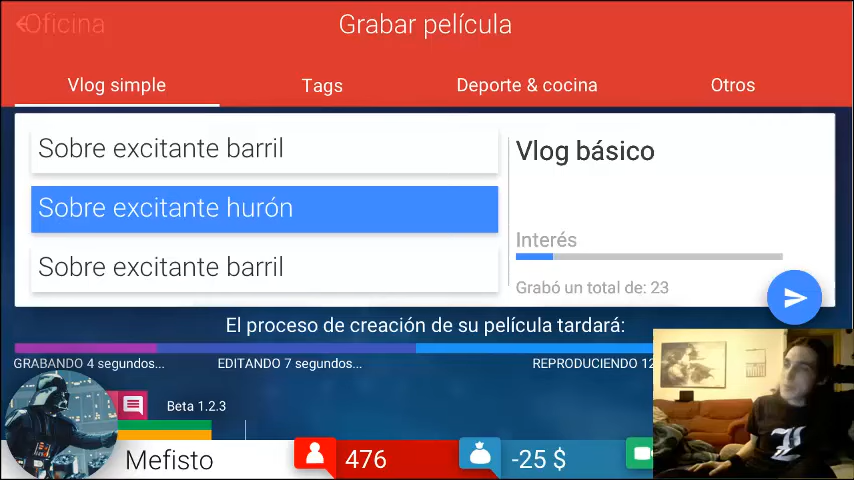 Oficina
Grabar película
Vlog simple
Tags
Deporte & cocina
Otros
Sobre excitante barril
Vlog básico
Sobre excitante hurón
Interés
Sobre excitante barril
Grabó un total de: 23
El proceso de creación de su película tardará:
GRABANDO 4 segundos...
EDITANDO 7 segundos...
REPRODUCIENDO 12
Beta 1.2.3
Mefisto
476
-25 $